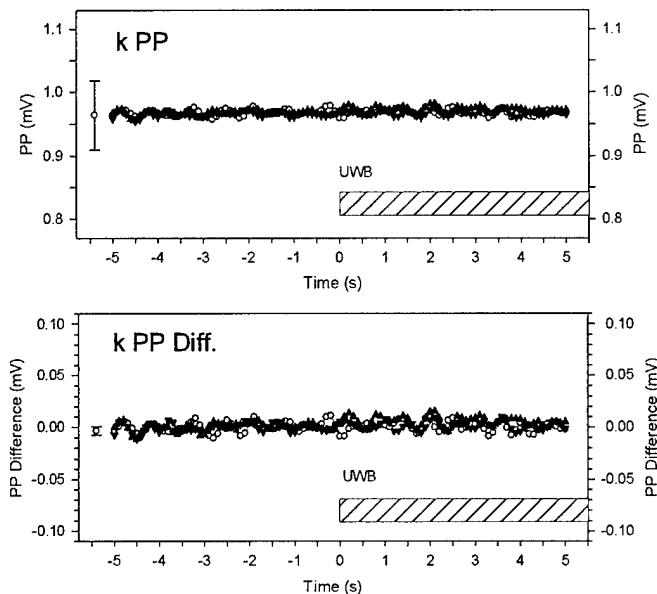 k PP
1.1
1.0
0.9
0.8
PP (mV)
1.1
1.0
0.9
0.8
PP (mV)
UWB
-5 -4 -3 -2 -1 0 1 2 3 4 5
Time (s)
k PP Diff.
0.10
0.05
0.00
-0.05
-0.10
PP Difference (mV)
0.10
0.05
0.00
-0.05
-0.10
PP Difference (mV)
UWB
-5 -4 -3 -2 -1 0 1 2 3 4 5
Time (s)